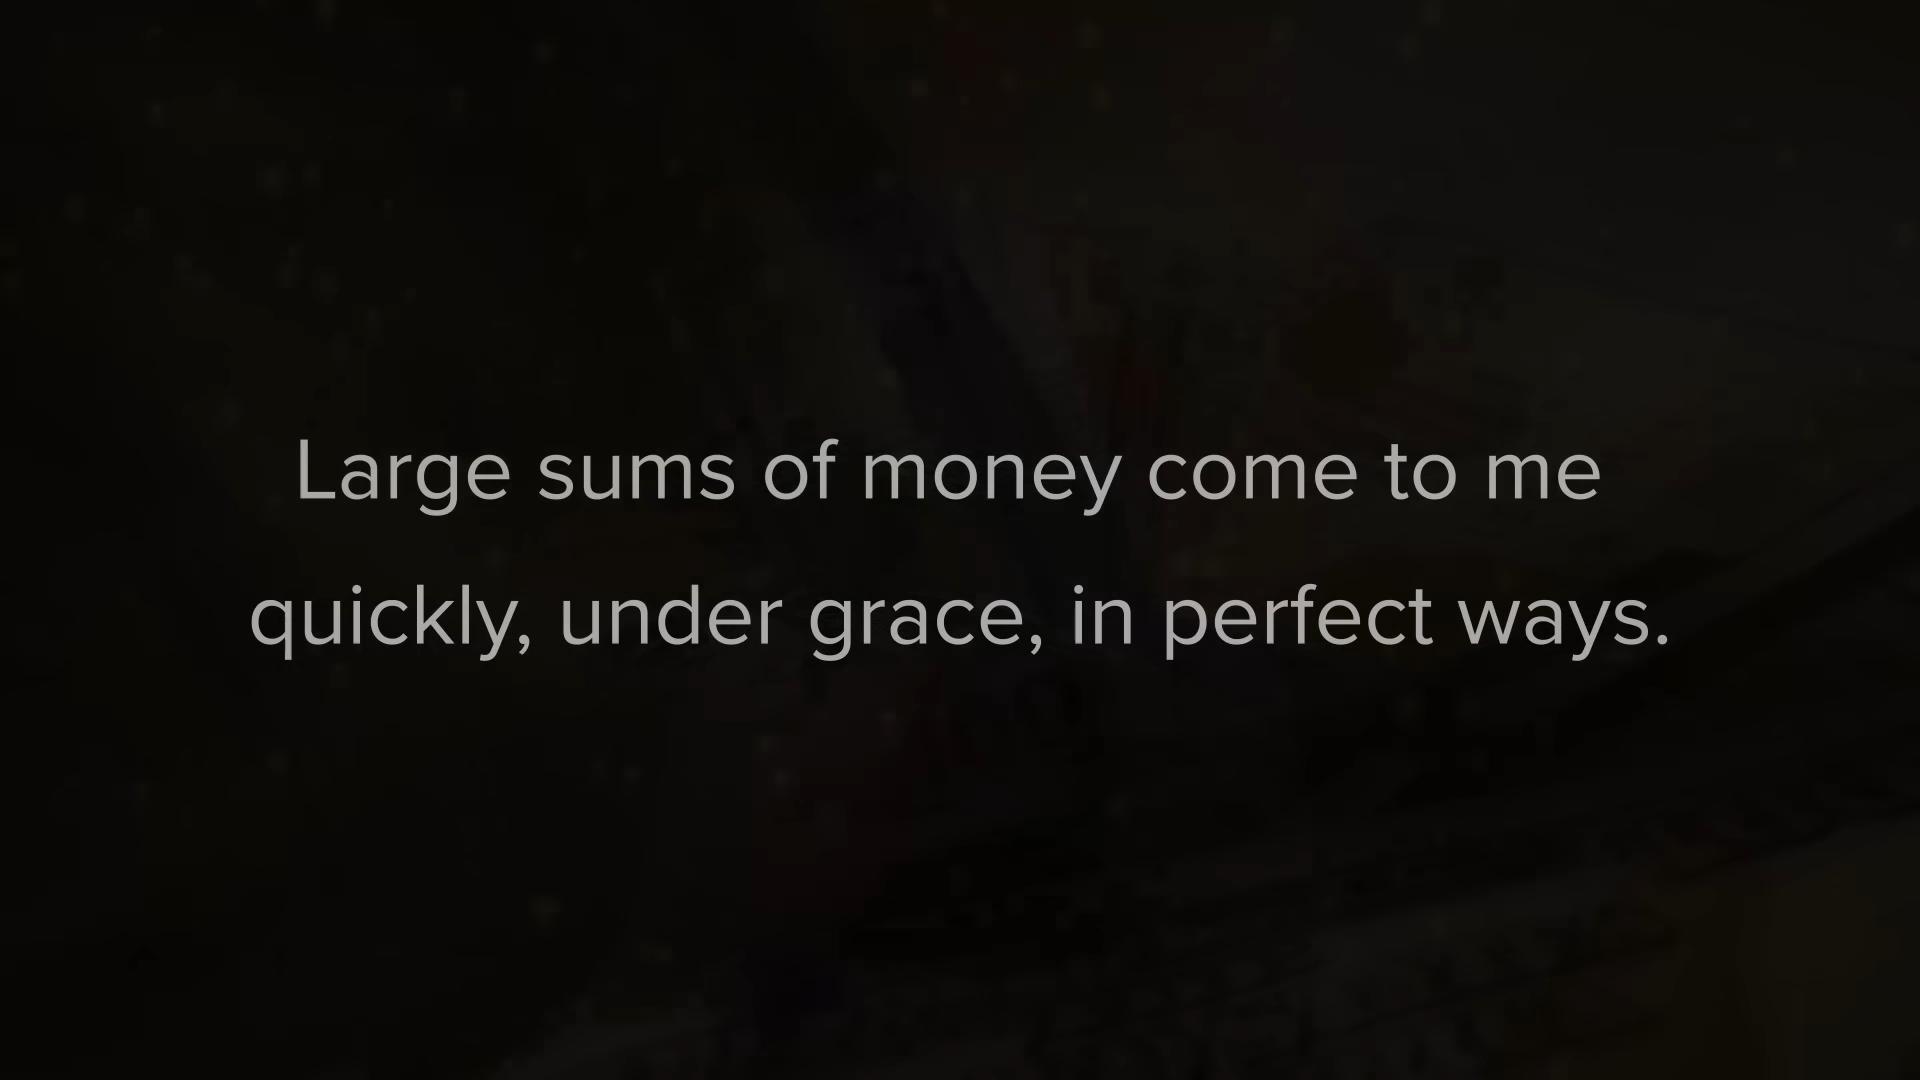 Large sums of money come to me
quickly, under grace, in perfect ways.